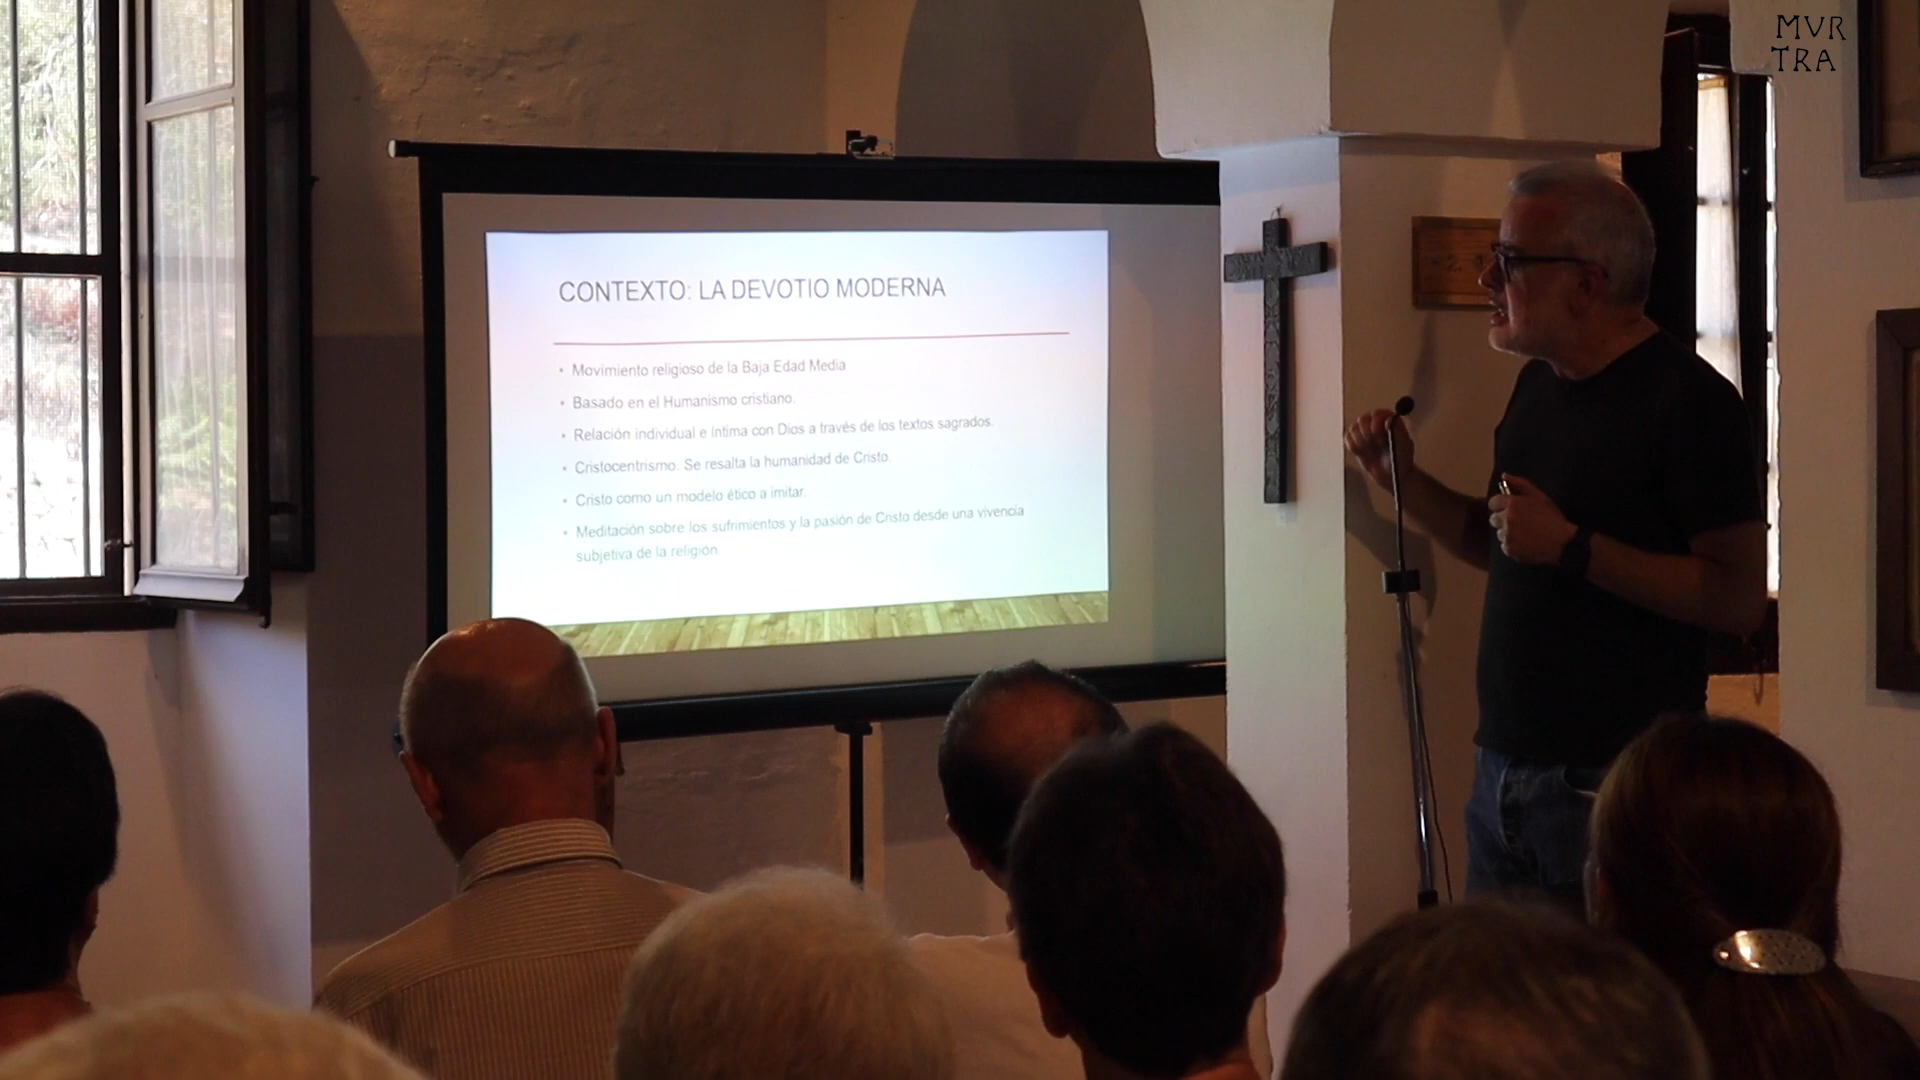 MVR
TRA
CONTEXTO: LA DEVOTIO MODERNA
• Movimiento religioso de la Baja Edad Media
• Basado en el Humanismo cristiano.
• Relación individual e íntima con Dios a través de los textos sagrados.
• Cristocentrismo. Se resalta la humanidad de Cristo.
• Cristo como un modelo ético a imitar.
• Meditación sobre los sufrimientos y la pasión de Cristo desde una vivencia
subjetiva de la religión